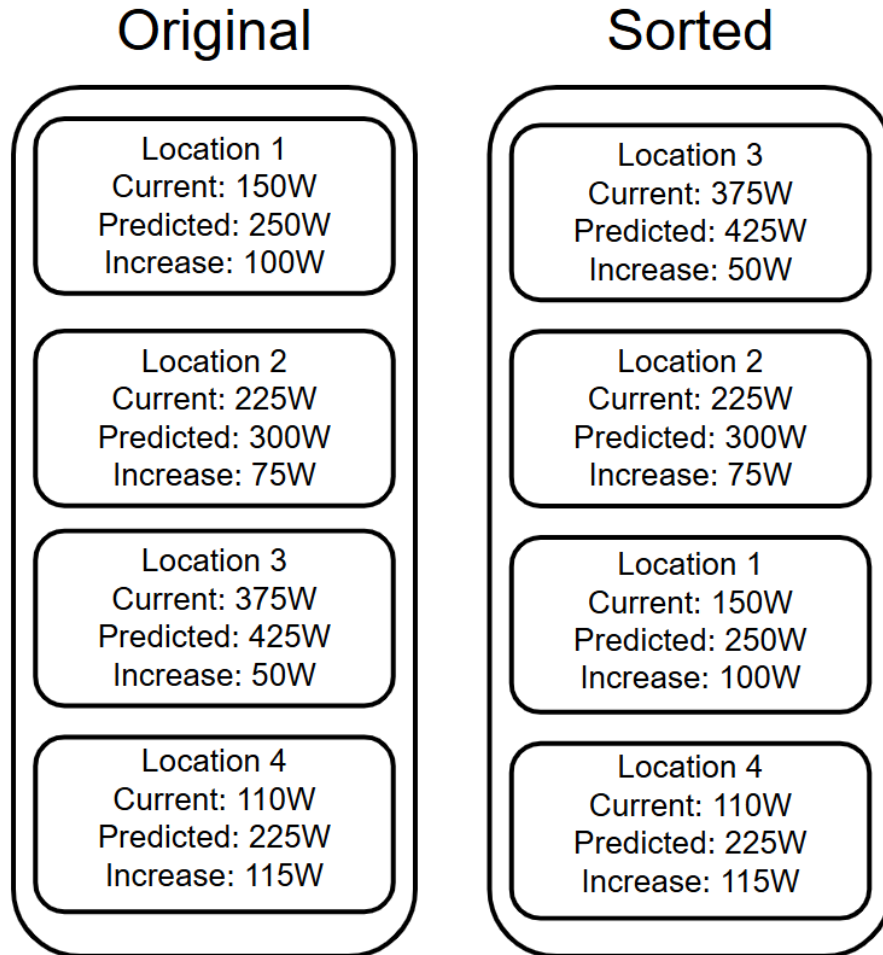 Original
Location 1
Current: 150W
Predicted: 250W
Increase: 100W
Location 2
Current: 225W
Predicted: 300W
Increase: 75W
Location 3
Current: 375W
Predicted: 425W
Increase: 50W
Location 4
Current: 110W
Predicted: 225W
Increase: 115W
Sorted
Location 3
Current: 375W
Predicted: 425W
Increase: 50W
Location 2
Current: 225W
Predicted: 300W
Increase: 75W
Location 1
Current: 150W
Predicted: 250W
Increase: 100W
Location 4
Current: 110W
Predicted: 225W
Increase: 115W